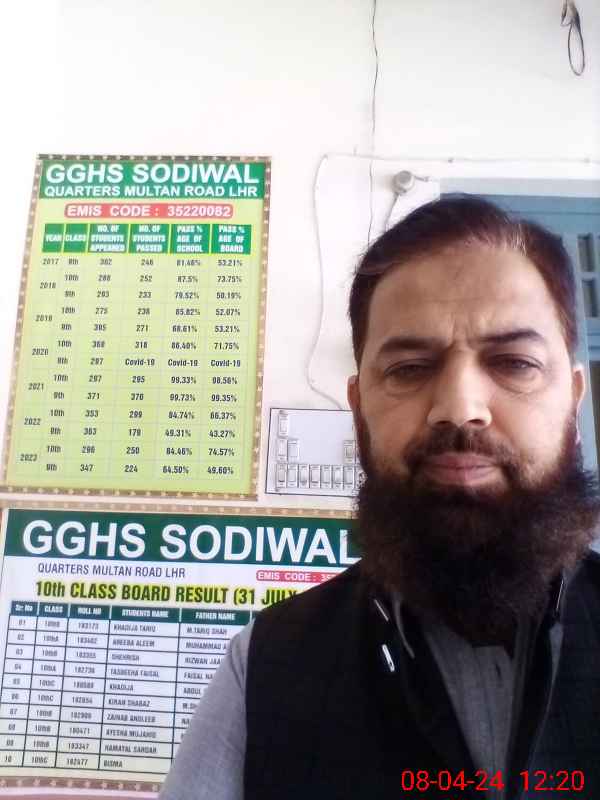 GGHS SODIWAL
QUARTERS MULTAN ROAD LHR
EMIS CODE : 35220082
YEAR CLASS NO. OF STUDENTS APPEARED NO. OF STUDENTS PASSED PASS % AGE OF SCHOOL PASS % AGE OF BOARD
2017 9th 302 246 81.46% 53.21%
2018 10th 288 252 87.5% 73.75%
9th 293 233 79.52% 50.19%
2019 10th 275 236 85.82% 52.07%
9th 395 271 68.61% 53.21%
2020 10th 368 318 86.40% 71.75%
9th 297 Covid-19 Covid-19 Covid-19
2021 10th 297 295 99.33% 98.56%
9th 371 370 99.73% 99.35%
2022 10th 353 299 84.74% 66.37%
9th 363 179 49.31% 43.27%
2023 10th 296 250 84.46% 74.57%
9th 347 224 64.50% 49.60%
GGHS SODIWAL
QUARTERS MULTAN ROAD LHR
EMIS CODE :
10th CLASS BOARD RESULT (31 JULY
Sr: No CLASS ROLL NO STUDENTS NAME FATHER NAME
01 10thB 183173 KHADIJA TARIQ M.TARIQ SHAH
02 10thA 183402 AREEBA ALEEM MUHAMMAD
03 10thB 183355 SHEHRISH RIZWAN
04 10thA 182736 TASBEEHA FAISAL FAISAL
05 10thC 180589 KHADIJA ABDUL
06 10thC 182854 KIRAN SHABAZ
07 10thB 182909 ZAINAB ANDLEEB
08 10thB 180471 AYESHA MUJAHID
09 10thB 183347 RAMATAL SARDAR
10 10thC 182477 BISMA
08-04-24 12:20